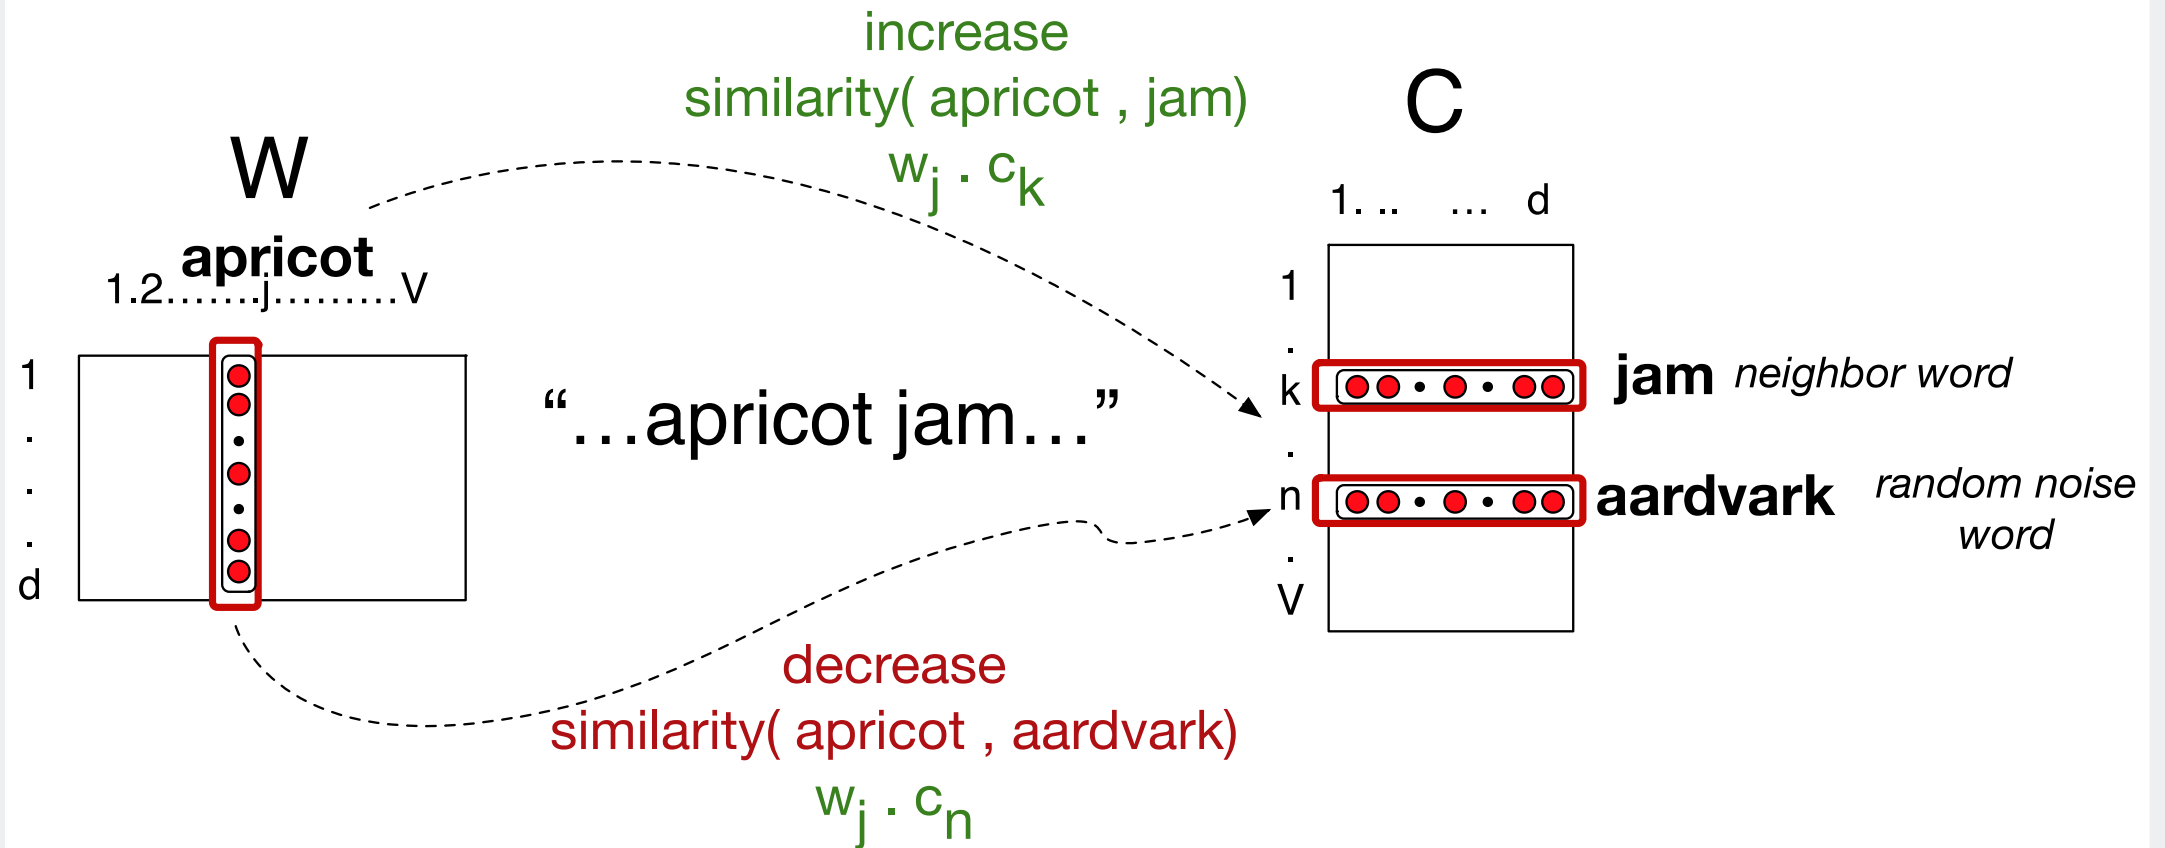 increase
similarity( apricot , jam)
wj . ck
W
apricot
1.2.......j.........V
1
.
.
.
d
“…apricot jam…”
C
1. .. … d
1
.
k
.
n
.
V
jam neighbor word
aardvark random noise
word
decrease
similarity( apricot , aardvark)
wj . cn